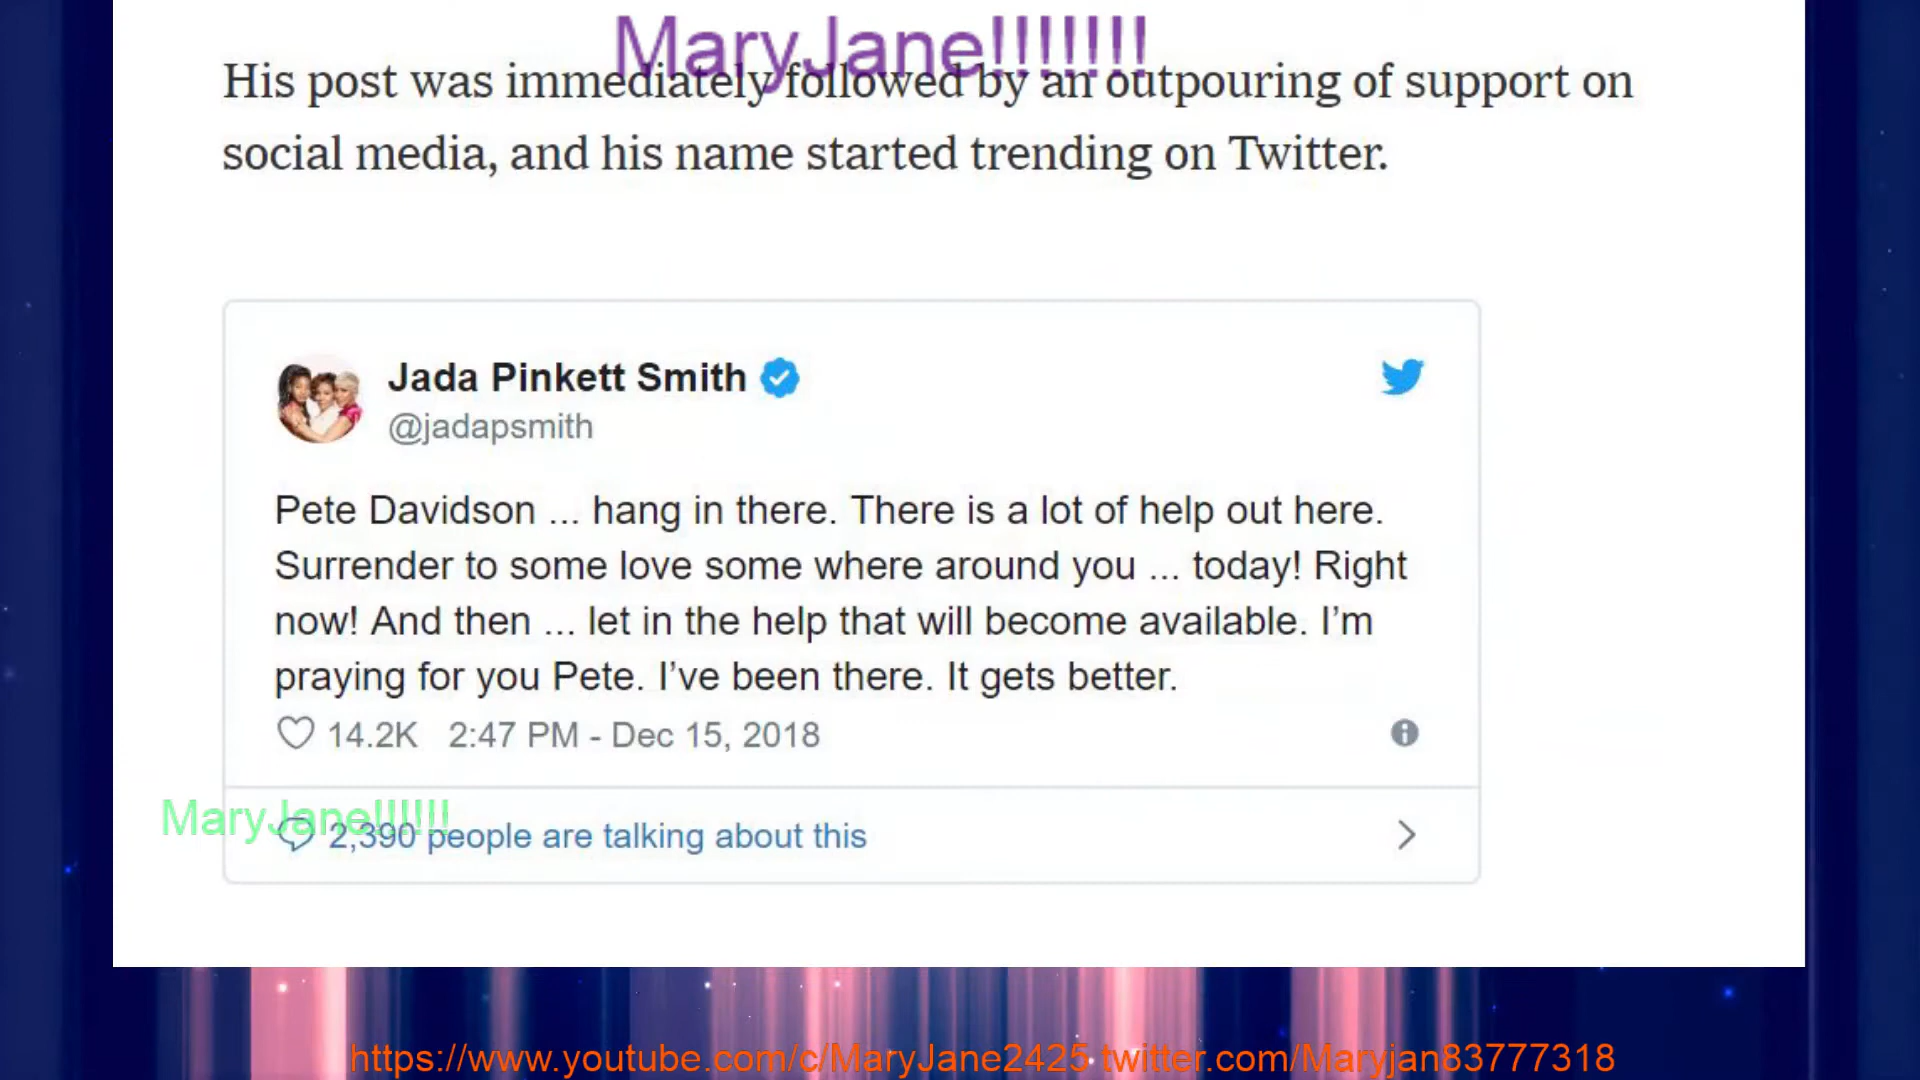 MaryJane!!!!!!!
His post was immediately followed by an outpouring of support on
social media, and his name started trending on Twitter.
Jada Pinkett Smith
@jadapsmith
Pete Davidson ... hang in there. There is a lot of help out here.
Surrender to some love some where around you ... today! Right
now! And then ... let in the help that will become available. I’m
praying for you Pete. I’ve been there. It gets better.
14.2K 2:47 PM - Dec 15, 2018
MaryJane!!!!!!
2,390 people are talking about this
https://www.youtube.com/c/MaryJane2425 twitter.com/Maryjan83777318